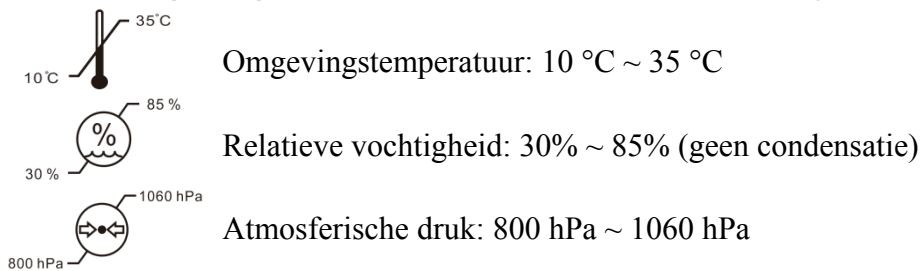 35°C
10°C
Omgevingstemperatuur: 10 °C ~ 35 °C
85 %
%
30 %
Relatieve vochtigheid: 30% ~ 85% (geen condensatie)
1060 hPa
800 hPa
Atmosferische druk: 800 hPa ~ 1060 hPa